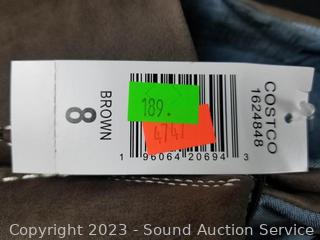 8
BROWN
189.
4747
1 96064 20694 3
COSTCO
1624848
Copyright 2023 - Sound Auction Service